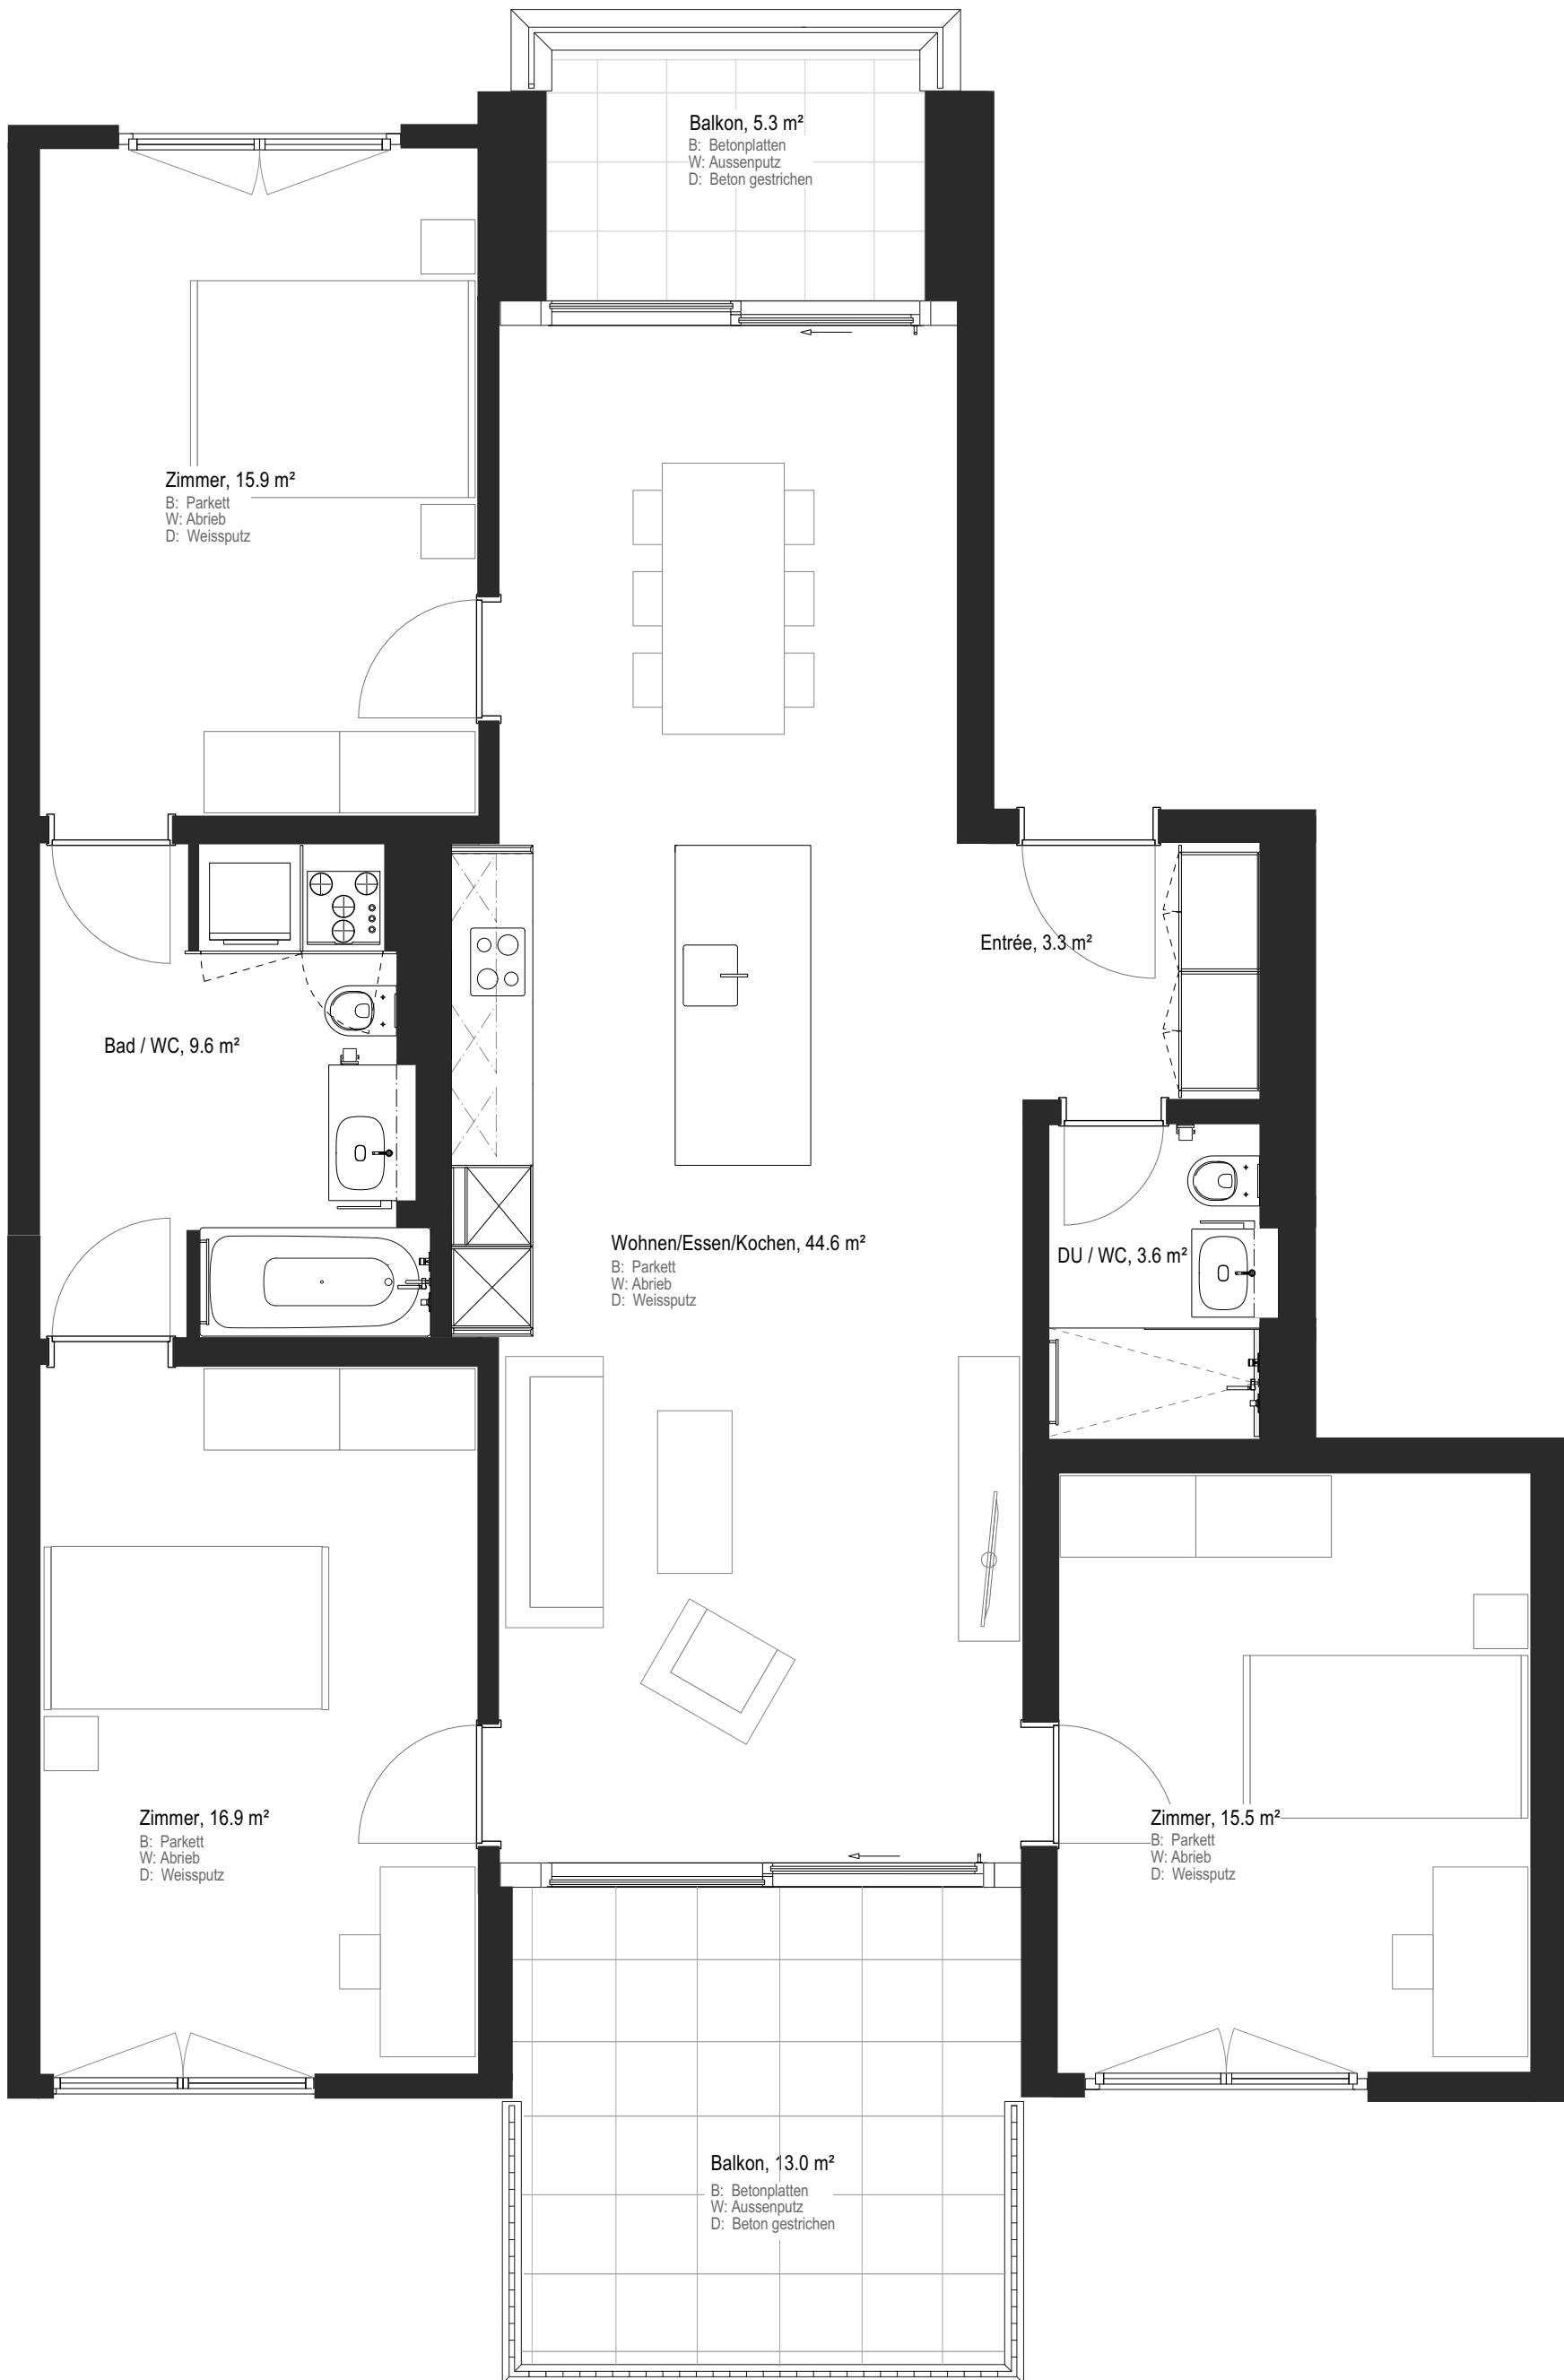 Balkon, 5.3 m²
B: Betonplatten
W: Aussenputz
D: Beton gestrichen
Zimmer, 15.9 m²
B: Parkett
W: Abrieb
D: Weissputz
Entrée, 3.3 m²
Bad / WC, 9.6 m²
Wohnen/Essen/Kochen, 44.6 m²
B: Parkett
W: Abrieb
D: Weissputz
DU / WC, 3.6 m²
Zimmer, 16.9 m²
B: Parkett
W: Abrieb
D: Weissputz
Zimmer, 15.5 m²
B: Parkett
W: Abrieb
D: Weissputz
Balkon, 13.0 m²
B: Betonplatten
W: Aussenputz
D: Beton gestrichen